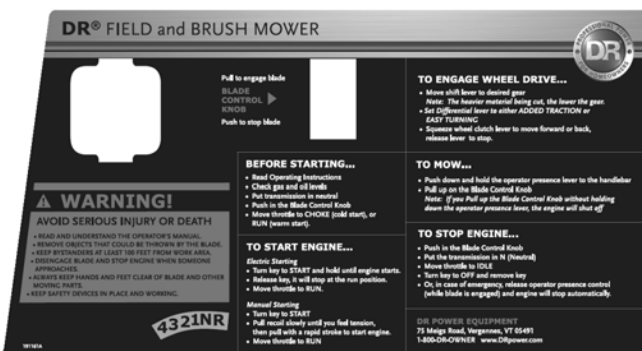 DR® FIELD and BRUSH MOWER
PROFESSIONAL POWER
DR
FOR HOMEOWNERS
Pull to engage blade
BLADE
CONTROL
KNOB
Push to stop blade
TO ENGAGE WHEEL DRIVE...
• Move shift lever to desired gear
Note: The heavier material being cut, the lower the gear.
• Set Differential lever to either ADDED TRACTION or
EASY TURNING
• Squeeze wheel clutch lever to move forward or back,
release lever to stop.
BEFORE STARTING...
• Read Operating Instructions
• Check gas and oil levels
• Put transmission in neutral
• Push in the Blade Control Knob
• Move throttle to CHOKE (cold start), or
RUN (warm start).
TO MOW...
• Push down and hold the operator presence lever to the handlebar
• Pull up on the Blade Control Knob
Note: If you Pull up the Blade Control Knob without holding
down the operator presence lever, the engine will shut off
WARNING!
AVOID SERIOUS INJURY OR DEATH
• READ AND UNDERSTAND THE OPERATOR'S MANUAL.
• REMOVE OBJECTS THAT COULD BE THROWN BY THE BLADE.
• KEEP BYSTANDERS AT LEAST 100 FEET FROM WORK AREA.
• DISENGAGE BLADE AND STOP ENGINE WHEN SOMEONE
APPROACHES.
• ALWAYS KEEP HANDS AND FEET CLEAR OF BLADE AND OTHER
MOVING PARTS.
• KEEP SAFETY DEVICES IN PLACE AND WORKING.
4321NR
TO START ENGINE...
Electric Starting
• Turn key to START and hold until engine starts.
• Release key, it will stop at the run position.
• Move throttle to RUN.
Manual Starting
• Turn key to START
• Pull recoil slowly until you feel tension,
then pull with a rapid stroke to start engine.
• Move throttle to RUN
TO STOP ENGINE...
• Push in the Blade Control Knob
• Put the transmission in N (Neutral)
• Move throttle to IDLE
• Turn key to OFF and remove key
• Or, in case of emergency, release operator presence control
(while blade is engaged) and engine will stop automatically.
DR POWER EQUIPMENT
75 Meigs Road, Vergennes, VT 05491
1-800-DR-OWNER www.DRpower.com